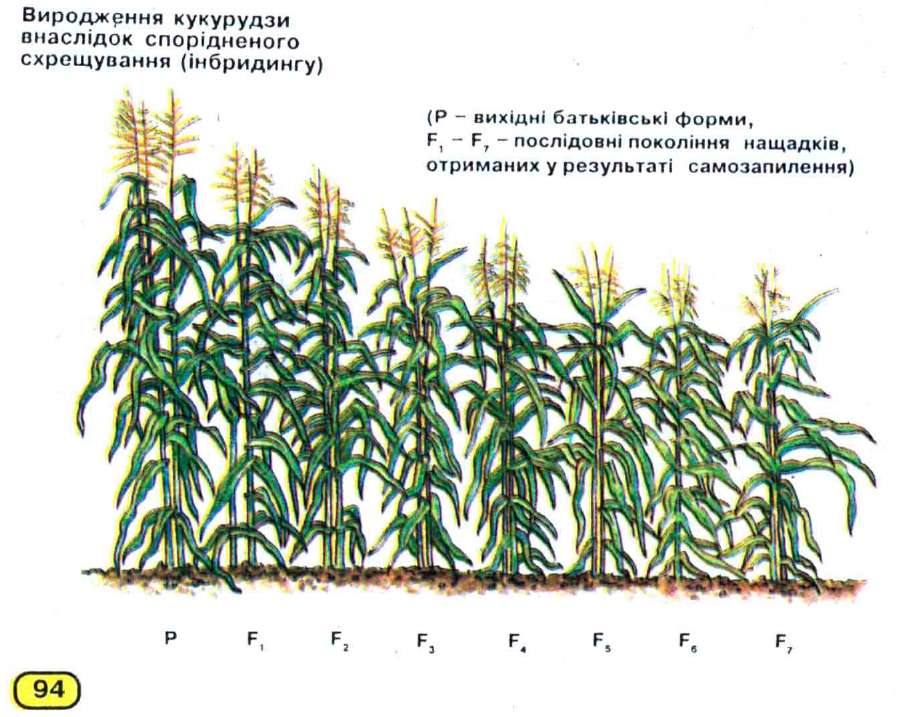 Виродження кукурудзи
внаслідок спорідненого
схрещування (інбридингу)
(P – вихідні батьківські форми,
F₁ – F₇ – послідовні покоління нащадків,
отриманих у результаті самозапилення)
P F₁ F₂ F₃ F₄ F₅ F₆ F₇
94